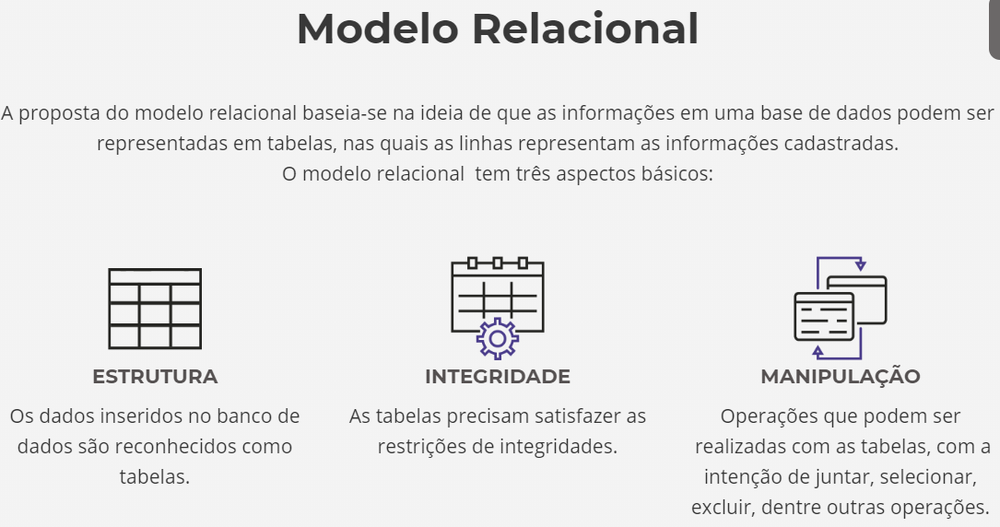 Modelo Relacional
A proposta do modelo relacional baseia-se na ideia de que as informações em uma base de dados podem ser
representadas em tabelas, nas quais as linhas representam as informações cadastradas.
O modelo relacional tem três aspectos básicos:
ESTRUTURA
Os dados inseridos no banco de
dados são reconhecidos como
tabelas.
INTEGRIDADE
As tabelas precisam satisfazer as
restrições de integridades.
MANIPULAÇÃO
Operações que podem ser
realizadas com as tabelas, com a
intenção de juntar, selecionar,
excluir, dentre outras operações.